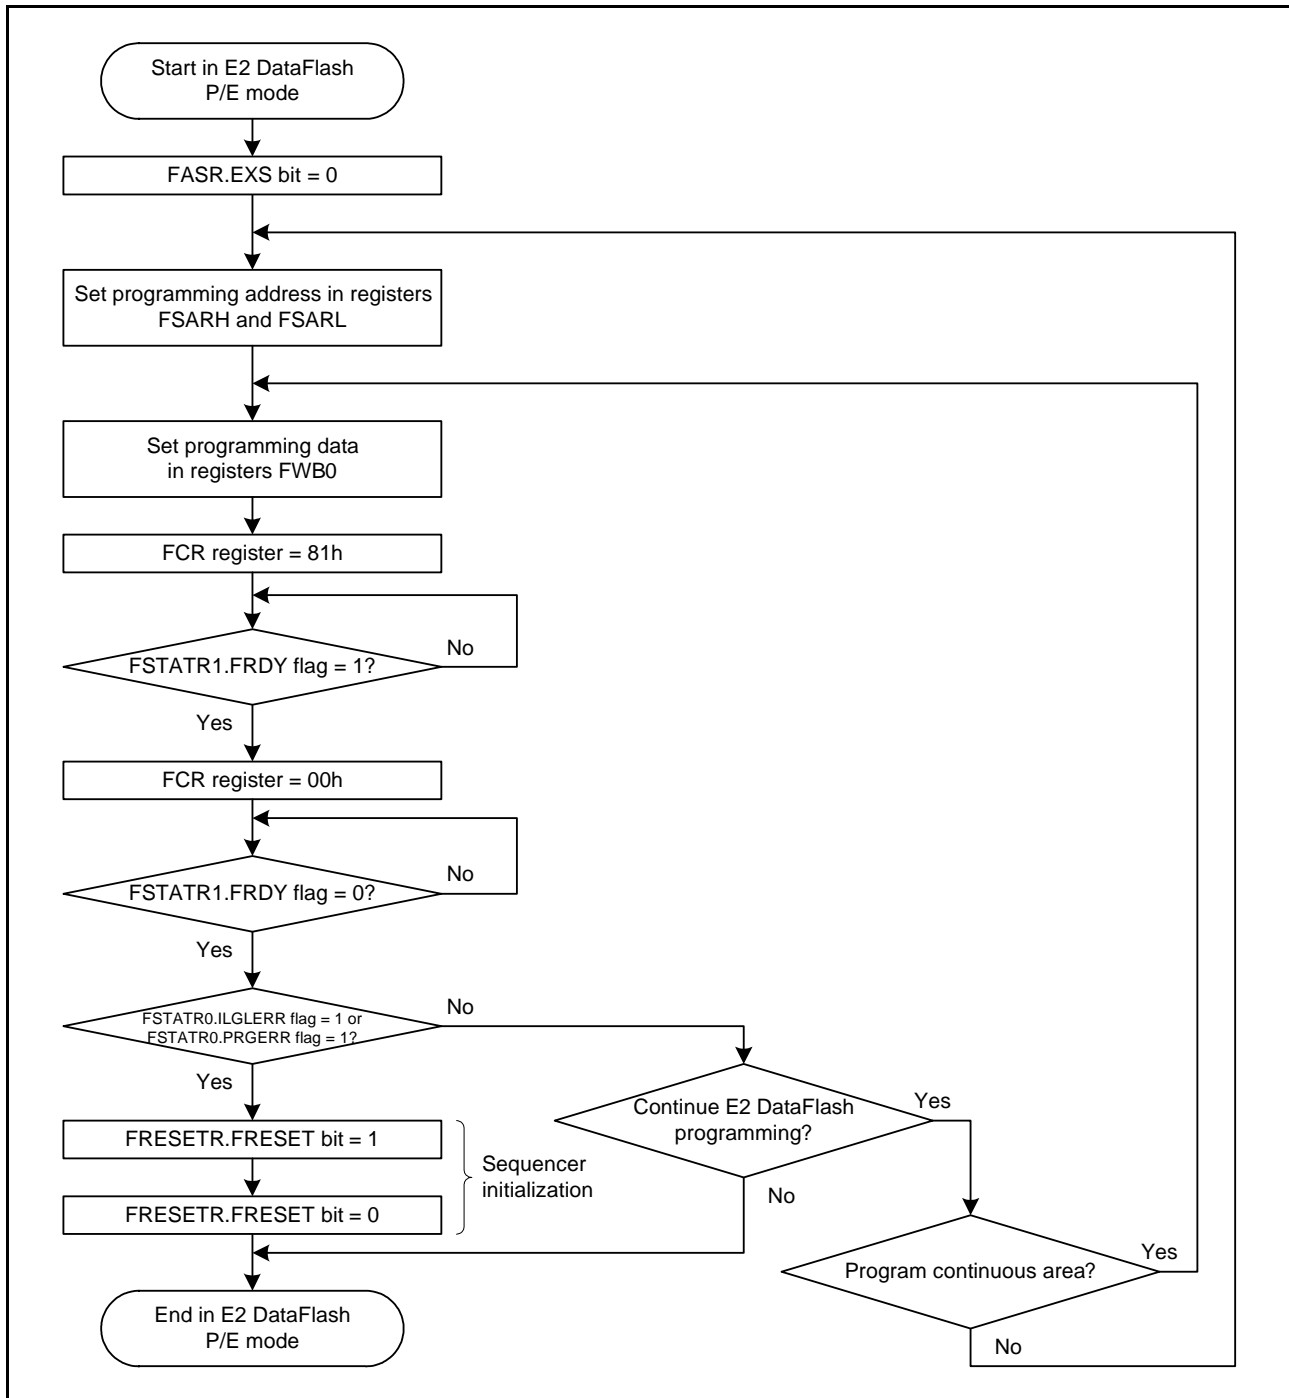 Start in E2 DataFlash
P/E mode
FASR.EXS bit = 0
Set programming address in registers
FSARH and FSARL
Set programming data
in registers FWB0
FCR register = 81h
FSTATR1.FRDY flag = 1?
No
Yes
FCR register = 00h
FSTATR1.FRDY flag = 0?
No
Yes
FSTATR0.ILGLERR flag = 1 or
FSTATR0.PRGERR flag = 1?
No
Yes
Continue E2 DataFlash
programming?
Yes
No
FRESETR.FRESET bit = 1
FRESETR.FRESET bit = 0
Sequencer
initialization
Program continuous area?
Yes
No
End in E2 DataFlash
P/E mode